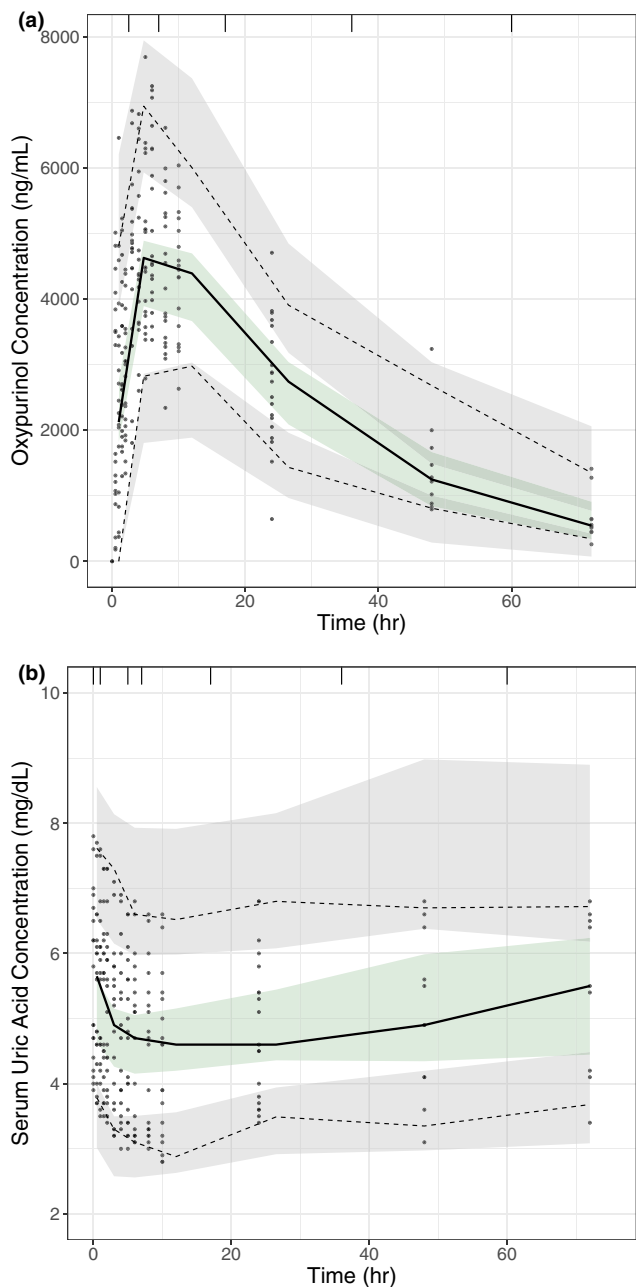 (a)
8000
6000
4000
2000
0
Oxypurinol Concentration (ng/mL)
0 20 40 60
Time (hr)
(b)
10
8
6
4
2
Serum Uric Acid Concentration (mg/dL)
0 20 40 60
Time (hr)